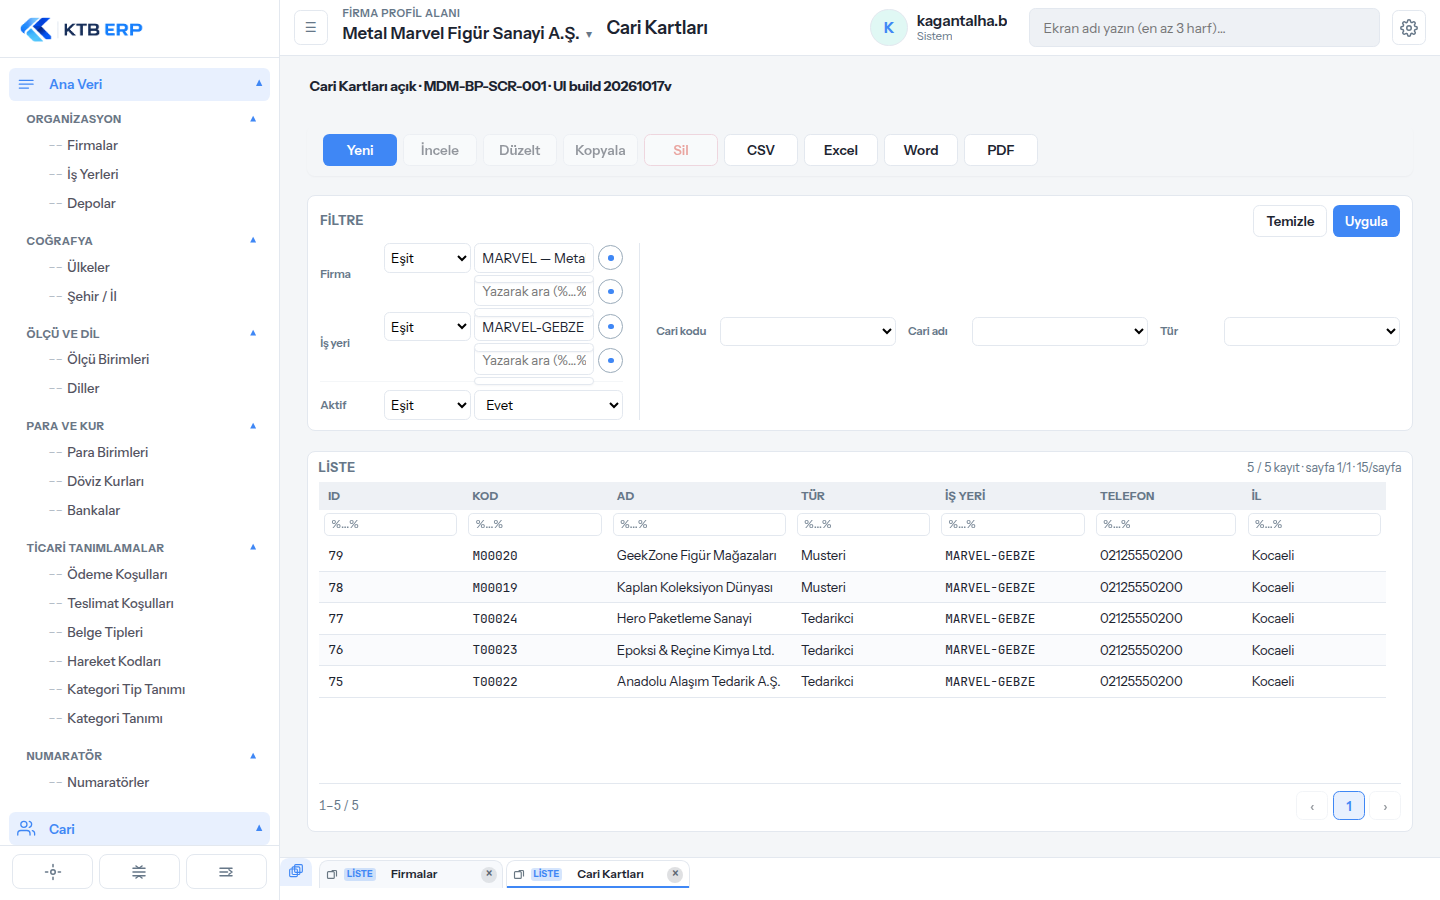 KTB ERP
Ana Veri
ORGANİZASYON
Firmalar
İş Yerleri
Depolar
COĞRAFYA
Ülkeler
Şehir / İl
ÖLÇÜ VE DİL
Ölçü Birimleri
Diller
PARA VE KUR
Para Birimleri
Döviz Kurları
Bankalar
TİCARİ TANIMLAMALAR
Ödeme Koşulları
Teslimat Koşulları
Belge Tipleri
Hareket Kodları
Kategori Tip Tanımı
Kategori Tanımı
NUMARATÖR
Numaratörler
Cari
FİRMA PROFİL ALANI
Metal Marvel Figür Sanayi A.Ş. ▾
Cari Kartları
K
kagantalha.b
Sistem
Ekran adı yazın (en az 3 harf)...
Cari Kartları açık · MDM-BP-SCR-001 · UI build 20261017v
Yeni İncele Düzelt Kopyala Sil CSV Excel Word PDF
FİLTRE
Temizle Uygula
Firma Eşit MARVEL — Meta
Yazarak ara (%...%
İş yeri Eşit MARVEL-GEBZE
Yazarak ara (%...%
Aktif Eşit Evet
Cari kodu Cari adı Tür
LİSTE
5 / 5 kayıt · sayfa 1/1 · 15/sayfa
ID KOD AD TÜR İŞ YERİ TELEFON İL
%...% %...% %...% %...% %...% %...% %...%
79 M00020 GeekZone Figür Mağazaları Musteri MARVEL-GEBZE 02125550200 Kocaeli
78 M00019 Kaplan Koleksiyon Dünyası Musteri MARVEL-GEBZE 02125550200 Kocaeli
77 T00024 Hero Paketleme Sanayi Tedarikci MARVEL-GEBZE 02125550200 Kocaeli
76 T00023 Epoksi & Reçine Kimya Ltd. Tedarikci MARVEL-GEBZE 02125550200 Kocaeli
75 T00022 Anadolu Alaşım Tedarik A.Ş. Tedarikci MARVEL-GEBZE 02125550200 Kocaeli
1–5 / 5
‹ 1 ›
LİSTE Firmalar ×
LİSTE Cari Kartları ×